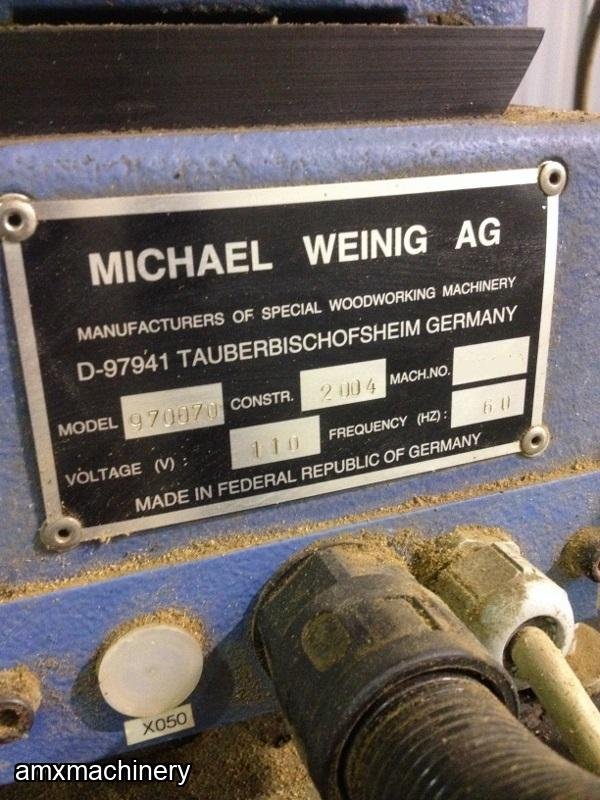 MICHAEL WEINIG AG
MANUFACTURERS OF SPECIAL WOODWORKING MACHINERY
D-97941 TAUBERBISCHOFSHEIM GERMANY
MODEL 970070 CONSTR. 2004 MACH.NO.
VOLTAGE (V): 110 FREQUENCY (HZ): 60
MADE IN FEDERAL REPUBLIC OF GERMANY
X050
amxmachinery